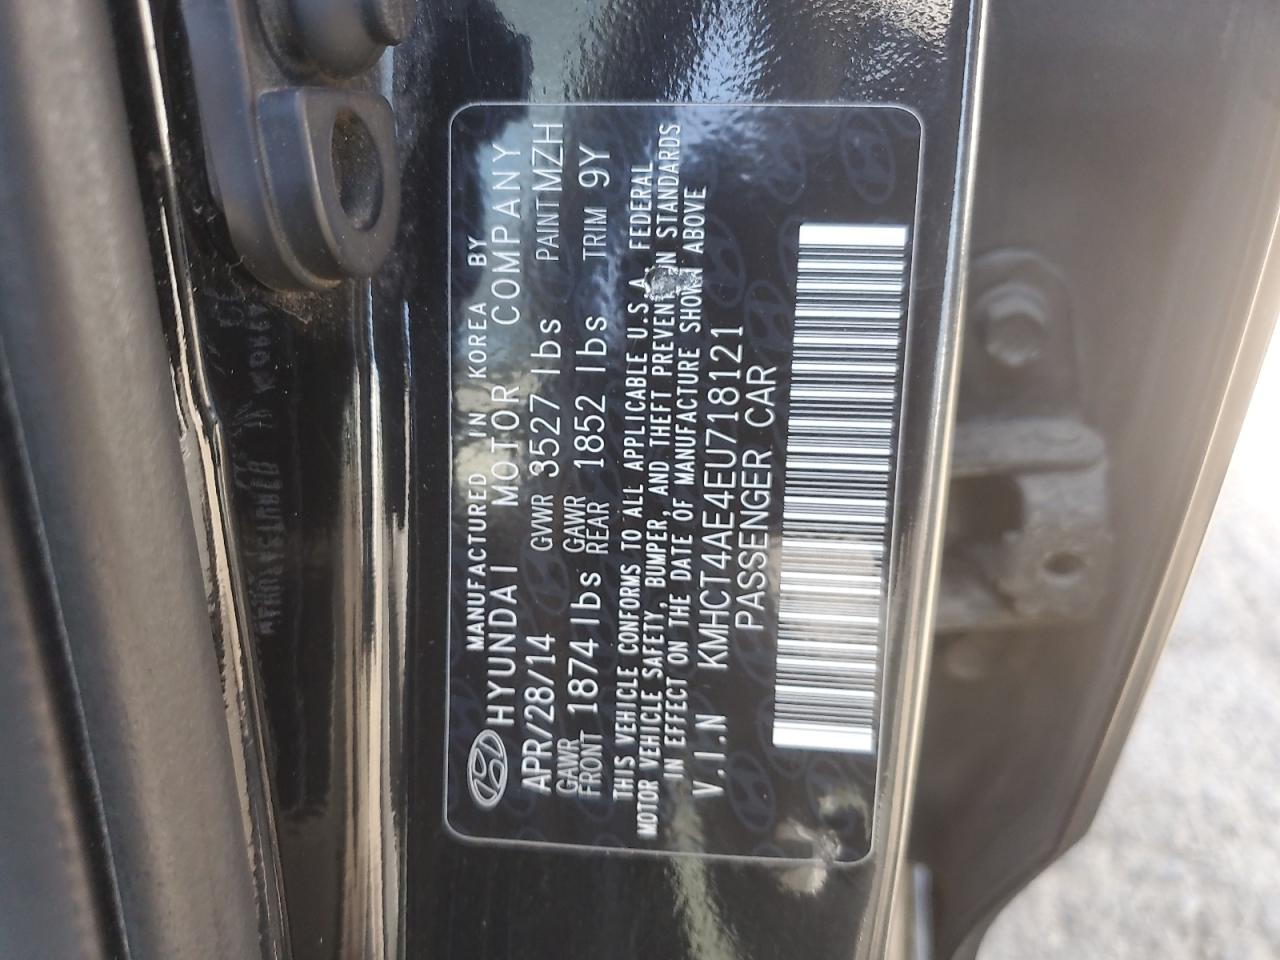 MANUFACTURED IN KOREA BY
HYUNDAI MOTOR COMPANY
APR/28/14 GVWR 3527 lbs PAINT MZH
GAWR FRONT 1874 lbs GAWR REAR 1852 lbs TRIM 9Y
THIS VEHICLE CONFORMS TO ALL APPLICABLE U.S.A. FEDERAL
MOTOR VEHICLE SAFETY, BUMPER, AND THEFT PREVENTION STANDARDS
IN EFFECT ON THE DATE OF MANUFACTURE SHOWN ABOVE
V.I.N KMHCT4AE4EU718121
PASSENGER CAR